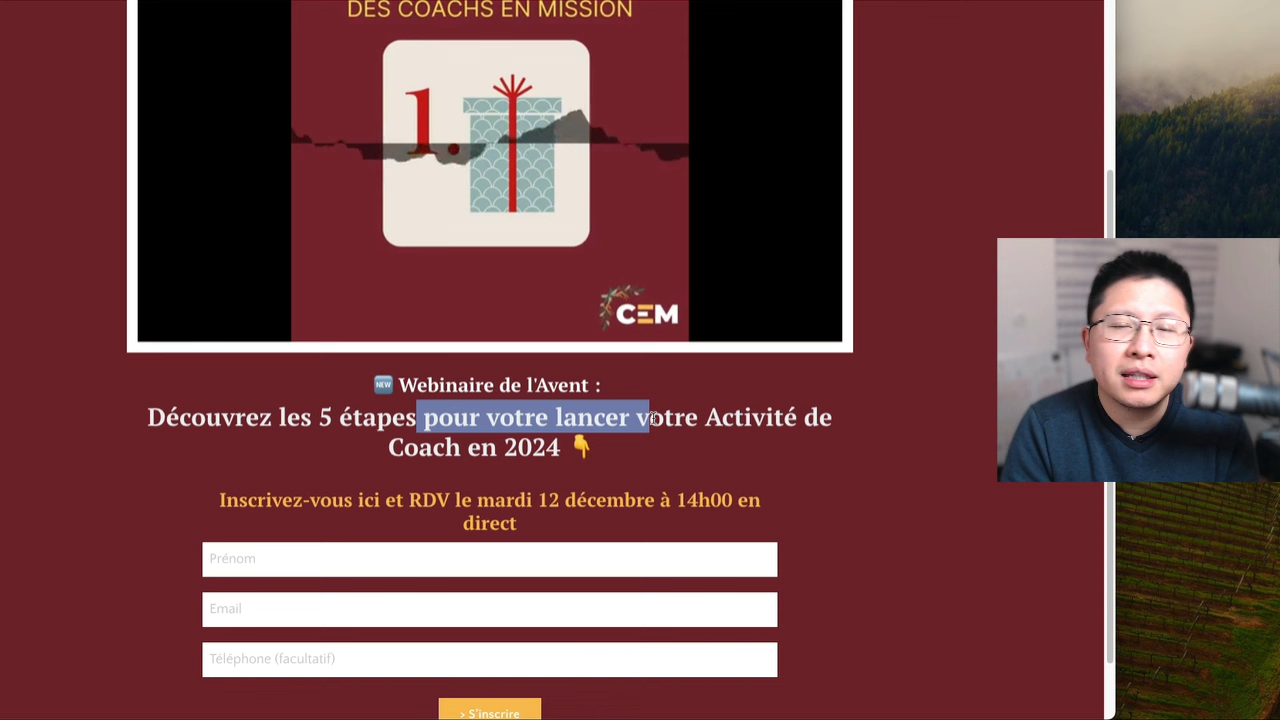 DES COACHS EN MISSION
1.
CEM
NEW Webinaire de l'Avent :
Découvrez les 5 étapes pour votre lancer votre Activité de
Coach en 2024 👇
Inscrivez-vous ici et RDV le mardi 12 décembre à 14h00 en
direct
Prénom
Email
Téléphone (facultatif)
> S'inscrire